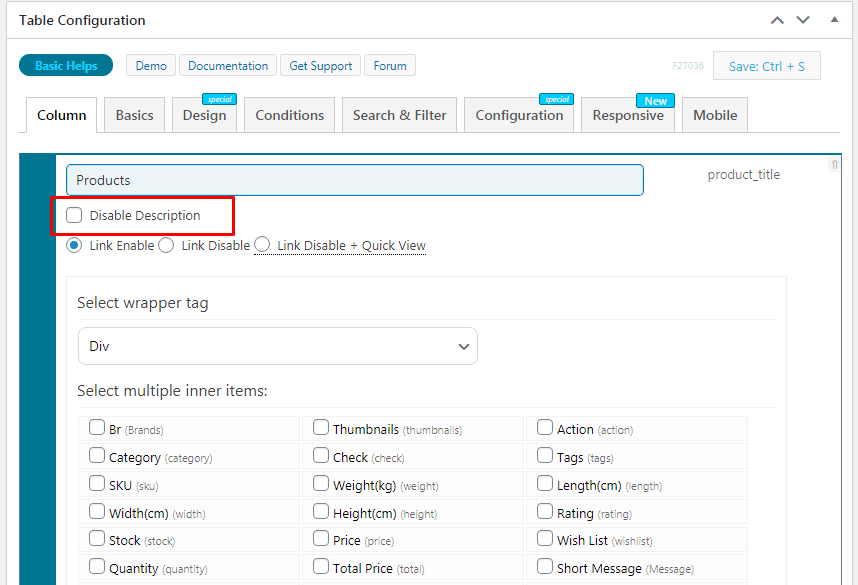 Table Configuration
Basic Helps Demo Documentation Get Support Forum F27036 Save: Ctrl + S
special special New
Column Basics Design Conditions Search & Filter Configuration Responsive Mobile
Products product_title
Disable Description
Link Enable Link Disable Link Disable + Quick View
Select wrapper tag
Div
Select multiple inner items:
Br (Brands) Thumbnails (thumbnails) Action (action)
Category (category) Check (check) Tags (tags)
SKU (sku) Weight(kg) (weight) Length(cm) (length)
Width(cm) (width) Height(cm) (height) Rating (rating)
Stock (stock) Price (price) Wish List (wishlist)
Quantity (quantity) Total Price (total) Short Message (Message)